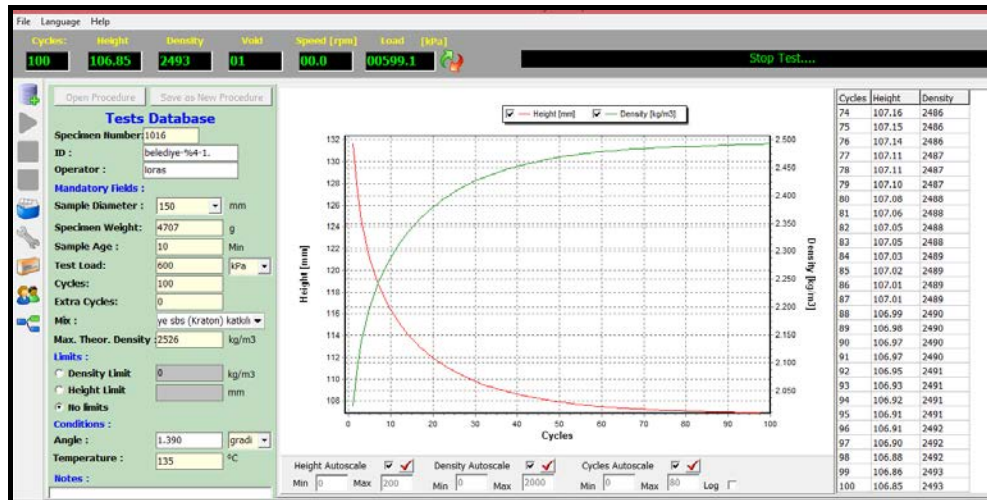 File Language Help
Cycles: Height Density Void Speed [rpm] Load [kPa]
100 106.85 2493 01 00.0 00599.1 Stop Test....
Open Procedure Save as New Procedure
Tests Database
Specimen Number: 1016
ID : belediye-%4-1.
Operator : loras
Mandatory Fields :
Sample Diameter : 150 mm
Specimen Weight: 4707 g
Sample Age : 10 Min
Test Load: 600 kPa
Cycles: 100
Extra Cycles: 0
Mix : ye sbs (Kraton) katkılı
Max. Theor. Density : 2526 kg/m3
Limits :
Density Limit 0 kg/m3
Height Limit mm
No limits
Conditions :
Angle : 1.390 gradi
Temperature : 135 ºC
Notes :
Height [mm] Density [kg/m3]
132
130
128
126
124
122
120
118
116
114
112
110
108
Height [mm]
2.500
2.450
2.400
2.350
2.300
2.250
2.200
2.150
2.100
2.050
Density [kg/m3]
0 10 20 30 40 50 60 70 80 90 100
Cycles
Height Autoscale Density Autoscale Cycles Autoscale
Min 0 Max 200 Min 0 Max 2000 Min 0 Max 80 Log
Cycles Height Density
74 107.16 2486
75 107.15 2486
76 107.14 2486
77 107.11 2487
78 107.11 2487
79 107.10 2487
80 107.08 2488
81 107.06 2488
82 107.05 2488
83 107.05 2488
84 107.03 2489
85 107.02 2489
86 107.01 2489
87 107.01 2489
88 106.99 2490
89 106.98 2490
90 106.97 2490
91 106.97 2490
92 106.95 2491
93 106.93 2491
94 106.92 2491
95 106.91 2491
96 106.91 2492
97 106.90 2492
98 106.88 2492
99 106.86 2493
100 106.85 2493